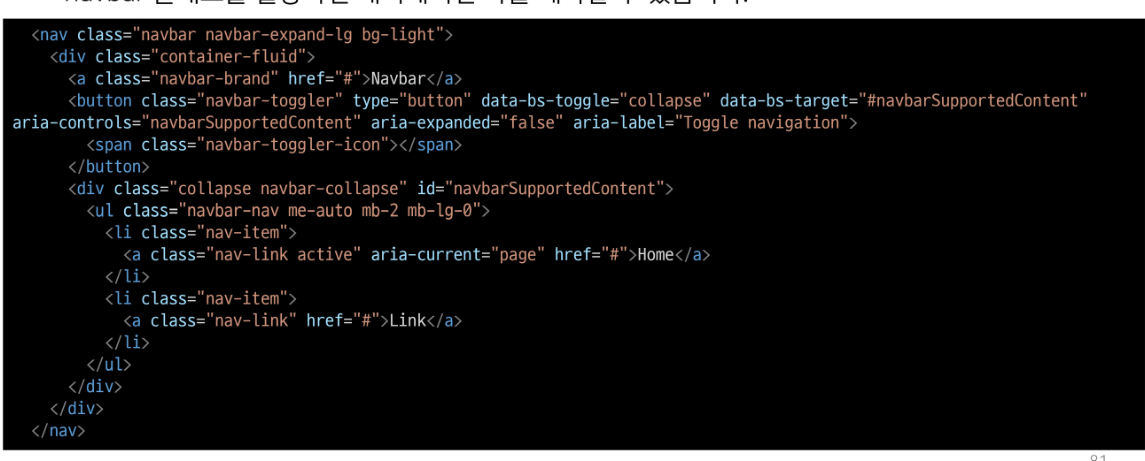 <nav class="navbar navbar-expand-lg bg-light">
<div class="container-fluid">
<a class="navbar-brand" href="#">Navbar</a>
<button class="navbar-toggler" type="button" data-bs-toggle="collapse" data-bs-target="#navbarSupportedContent"
aria-controls="navbarSupportedContent" aria-expanded="false" aria-label="Toggle navigation">
<span class="navbar-toggler-icon"></span>
</button>
<div class="collapse navbar-collapse" id="navbarSupportedContent">
<ul class="navbar-nav me-auto mb-2 mb-lg-0">
<li class="nav-item">
<a class="nav-link active" aria-current="page" href="#">Home</a>
</li>
<li class="nav-item">
<a class="nav-link" href="#">Link</a>
</li>
</ul>
</div>
</div>
</nav>